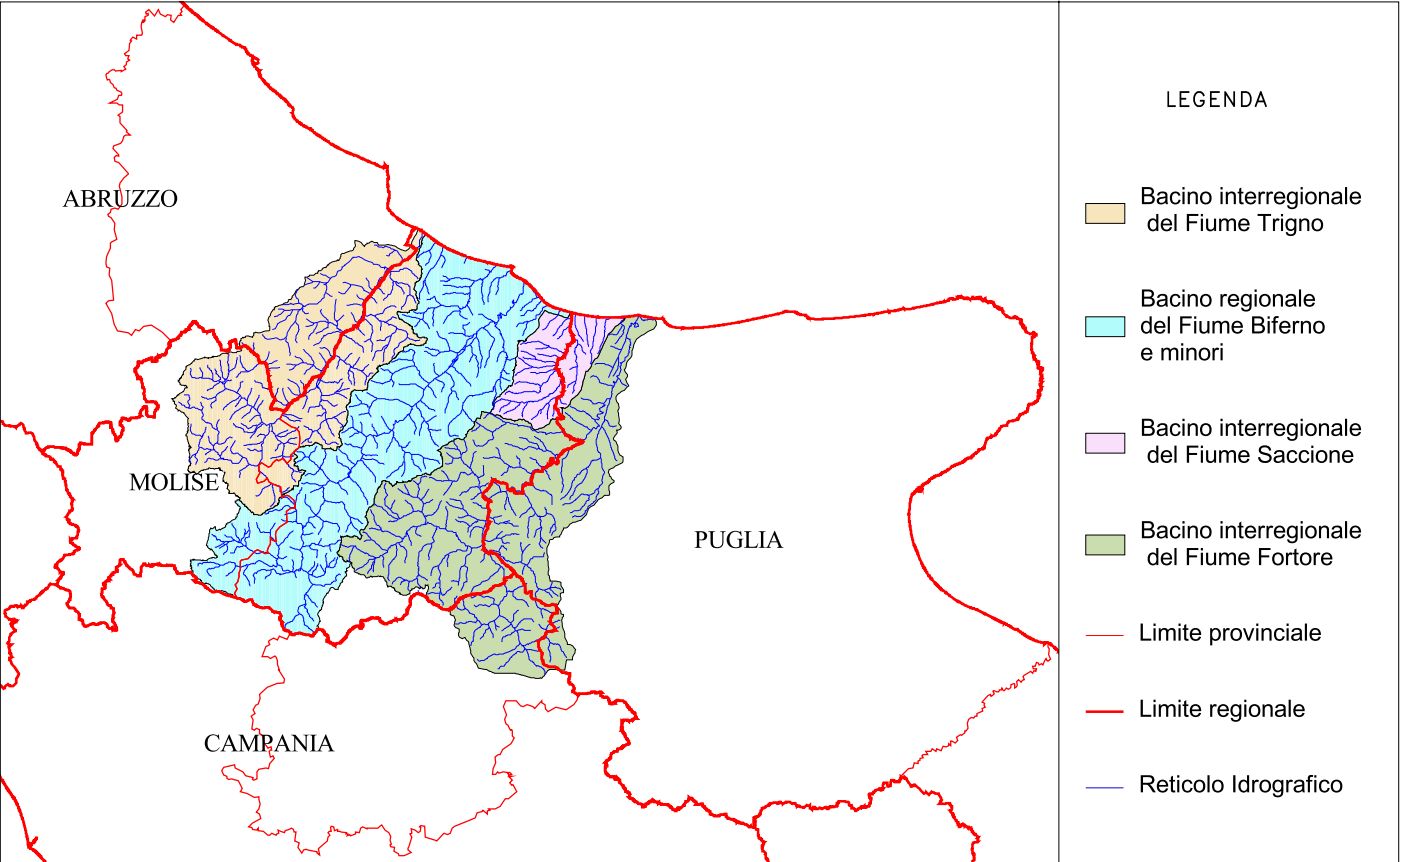 ABRUZZO
MOLISE
PUGLIA
CAMPANIA
LEGENDA
Bacino interregionale
del Fiume Trigno
Bacino regionale
del Fiume Biferno
e minori
Bacino interregionale
del Fiume Saccione
Bacino interregionale
del Fiume Fortore
Limite provinciale
Limite regionale
Reticolo Idrografico